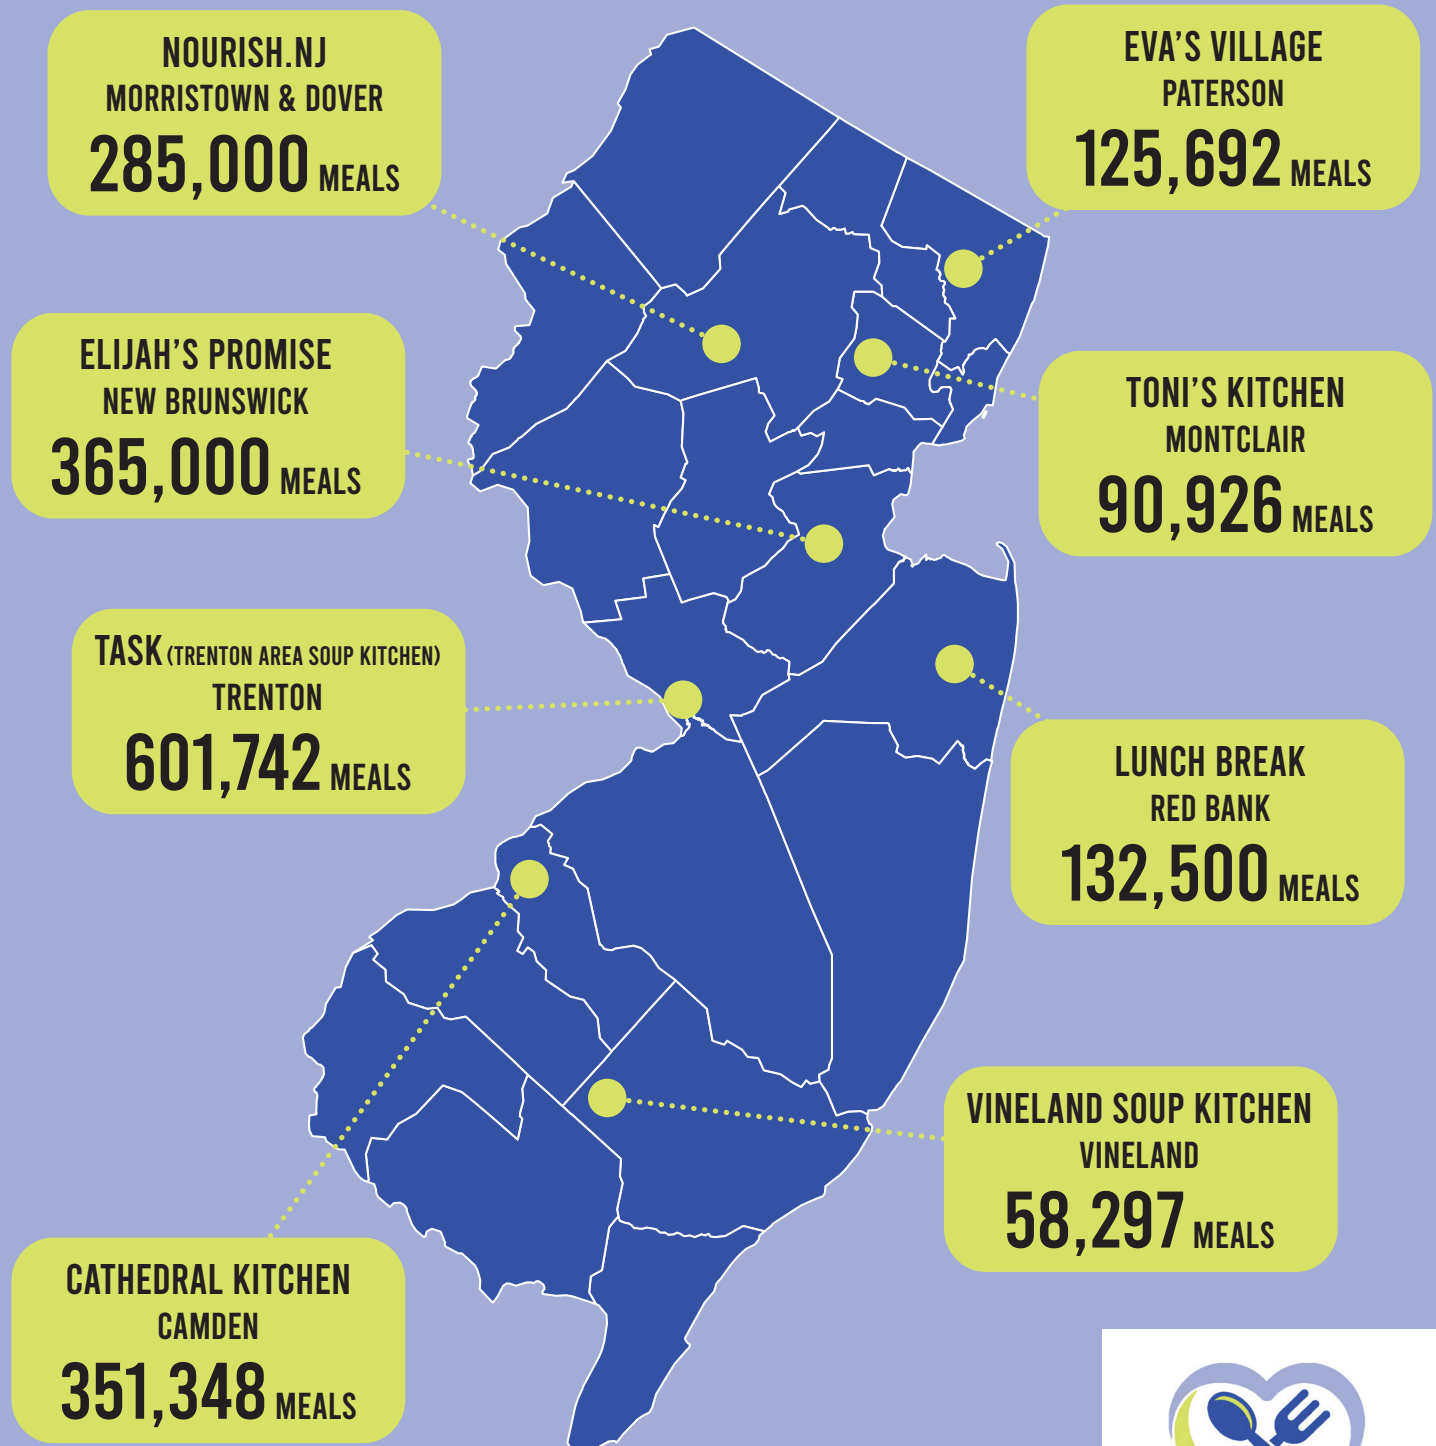 NOURISH.NJ
MORRISTOWN & DOVER
285,000 MEALS
EVA'S VILLAGE
PATERSON
125,692 MEALS
ELIJAH'S PROMISE
NEW BRUNSWICK
365,000 MEALS
TONI'S KITCHEN
MONTCLAIR
90,926 MEALS
TASK (TRENTON AREA SOUP KITCHEN)
TRENTON
601,742 MEALS
LUNCH BREAK
RED BANK
132,500 MEALS
VINELAND SOUP KITCHEN
VINELAND
58,297 MEALS
CATHEDRAL KITCHEN
CAMDEN
351,348 MEALS